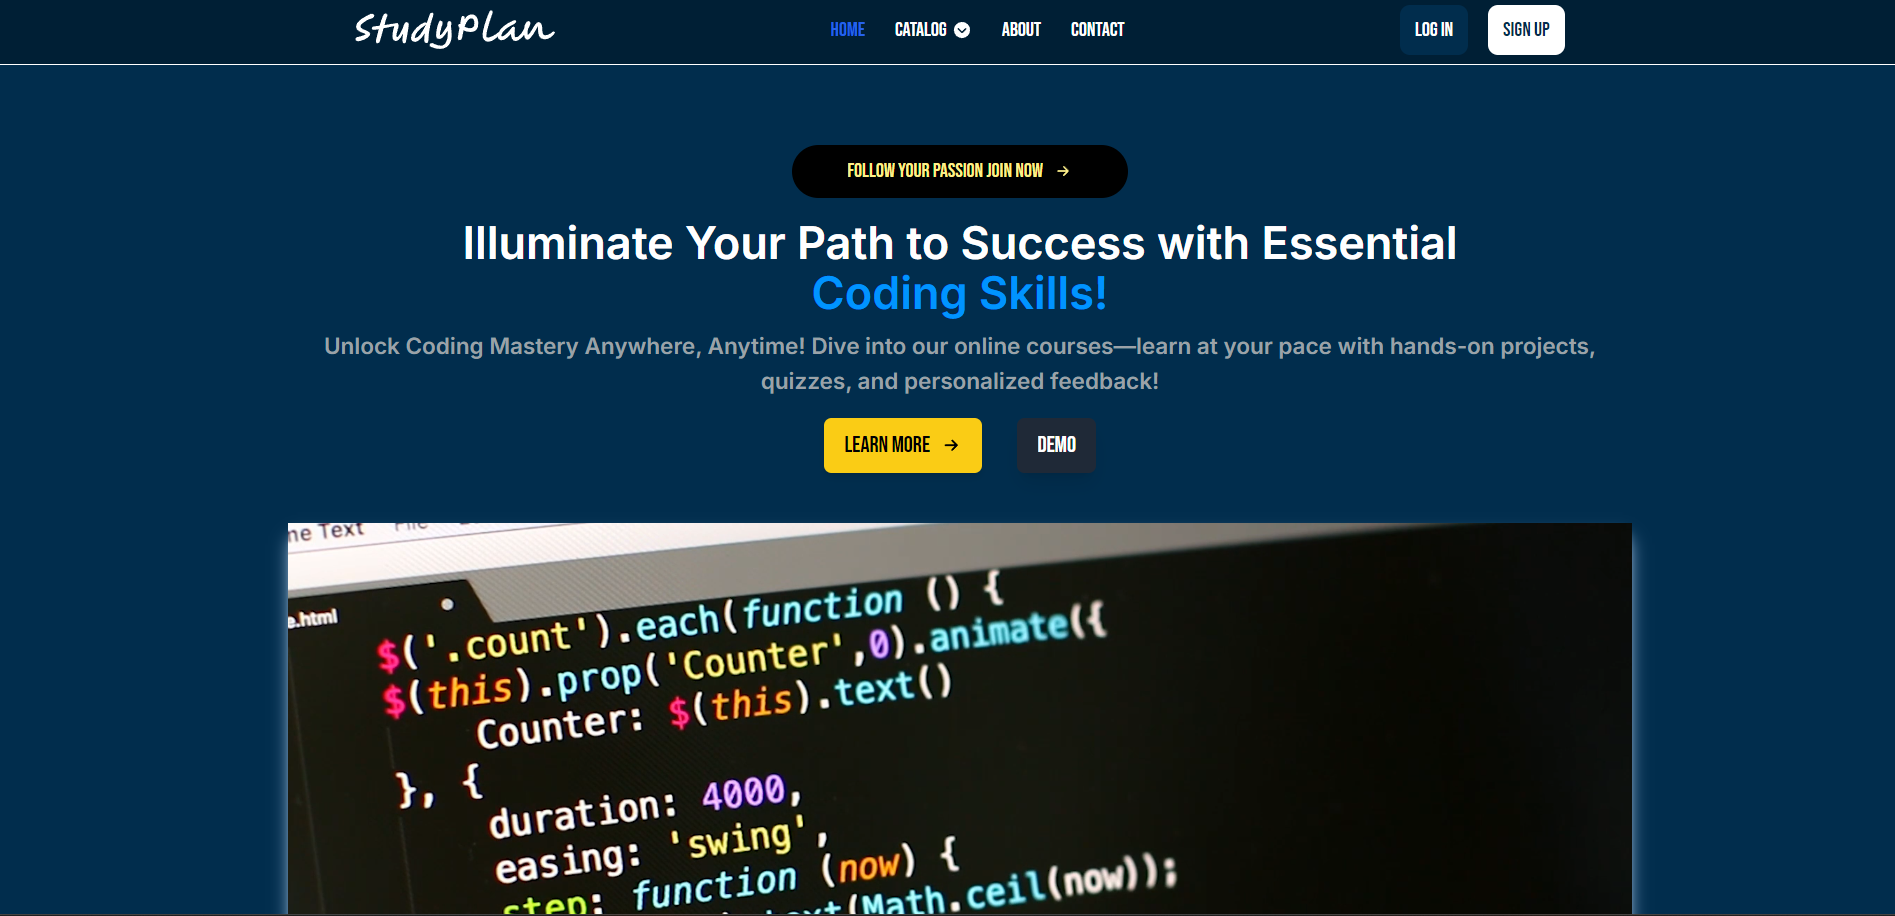 StudyPlan
HOME CATALOG ABOUT CONTACT
LOG IN SIGN UP
FOLLOW YOUR PASSION JOIN NOW →
Illuminate Your Path to Success with Essential
Coding Skills!
Unlock Coding Mastery Anywhere, Anytime! Dive into our online courses—learn at your pace with hands-on projects,
quizzes, and personalized feedback!
LEARN MORE →
DEMO
ne Text File
e.html
$('.count').each(function () {
$(this).prop('Counter',0).animate({
Counter: $(this).text()
}, {
duration: 4000,
easing: 'swing',
step: function (now) {
text(Math.ceil(now));